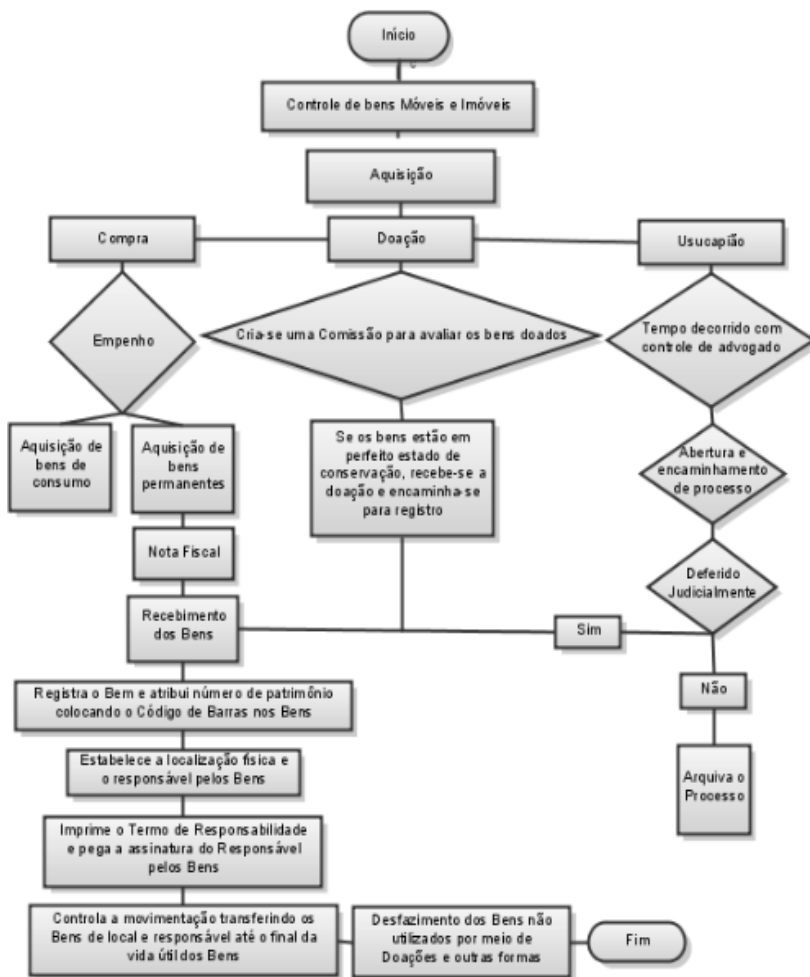 Início
Controle de bens Móveis e Imóveis
Aquisição
Compra
Doação
Usucapião
Empenho
Cria-se uma Comissão para avaliar os bens doados
Tempo decorrido com
controle de advogado
Aquisição de
bens de
consumo
Aquisição de
bens
permanentes
Se os bens estão em
perfeito estado de
conservação, recebe-se a
doação e encaminha-se
para registro
Abertura e
encaminhamento
de processo
Nota Fiscal
Deferido
Judicialmente
Recebimento
dos Bens
Sim
Não
Registra o Bem e atribui número de patrimônio
colocando o Código de Barras nos Bens
Estabelece a localização física e
o responsável pelos Bens
Arquiva o
Processo
Imprime o Termo de Responsabilidade
e pega a assinatura do Responsável
pelos Bens
Controla a movimentação transferindo os
Bens de local e responsável até o final da
vida útil dos Bens
Desfazimento dos Bens não
utilizados por meio de
Doações e outras formas
Fim